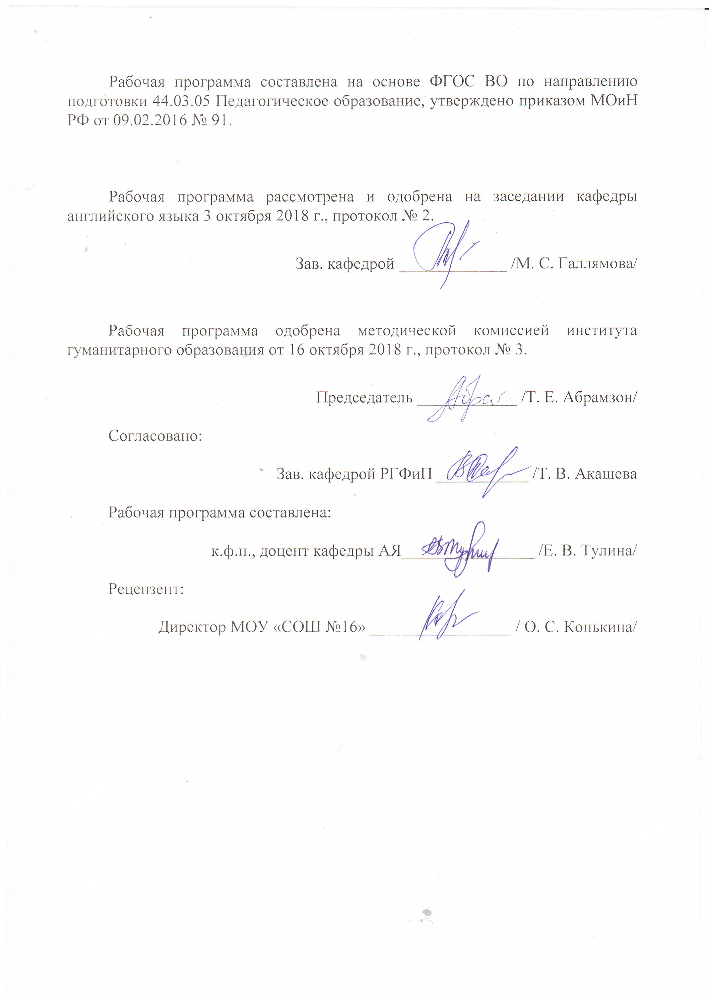 Рабочая программа составлена на основе ФГОС ВО по направлению
подготовки 44.03.05 Педагогическое образование, утверждено приказом МОиН
РФ от 09.02.2016 № 91.
Рабочая программа рассмотрена и одобрена на заседании кафедры
английского языка 3 октября 2018 г., протокол № 2.
Зав. кафедрой _____________ /М. С. Галлямова/
Рабочая программа одобрена методической комиссией института
гуманитарного образования от 16 октября 2018 г., протокол № 3.
Председатель ____________ /Т. Е. Абрамзон/
Согласовано:
Зав. кафедрой РГФиП ___________ /Т. В. Акашева
Рабочая программа составлена:
к.ф.н., доцент кафедры АЯ________________ /Е. В. Тулина/
Рецензент:
Директор МОУ «СОШ №16» _________________ / О. С. Конькина/